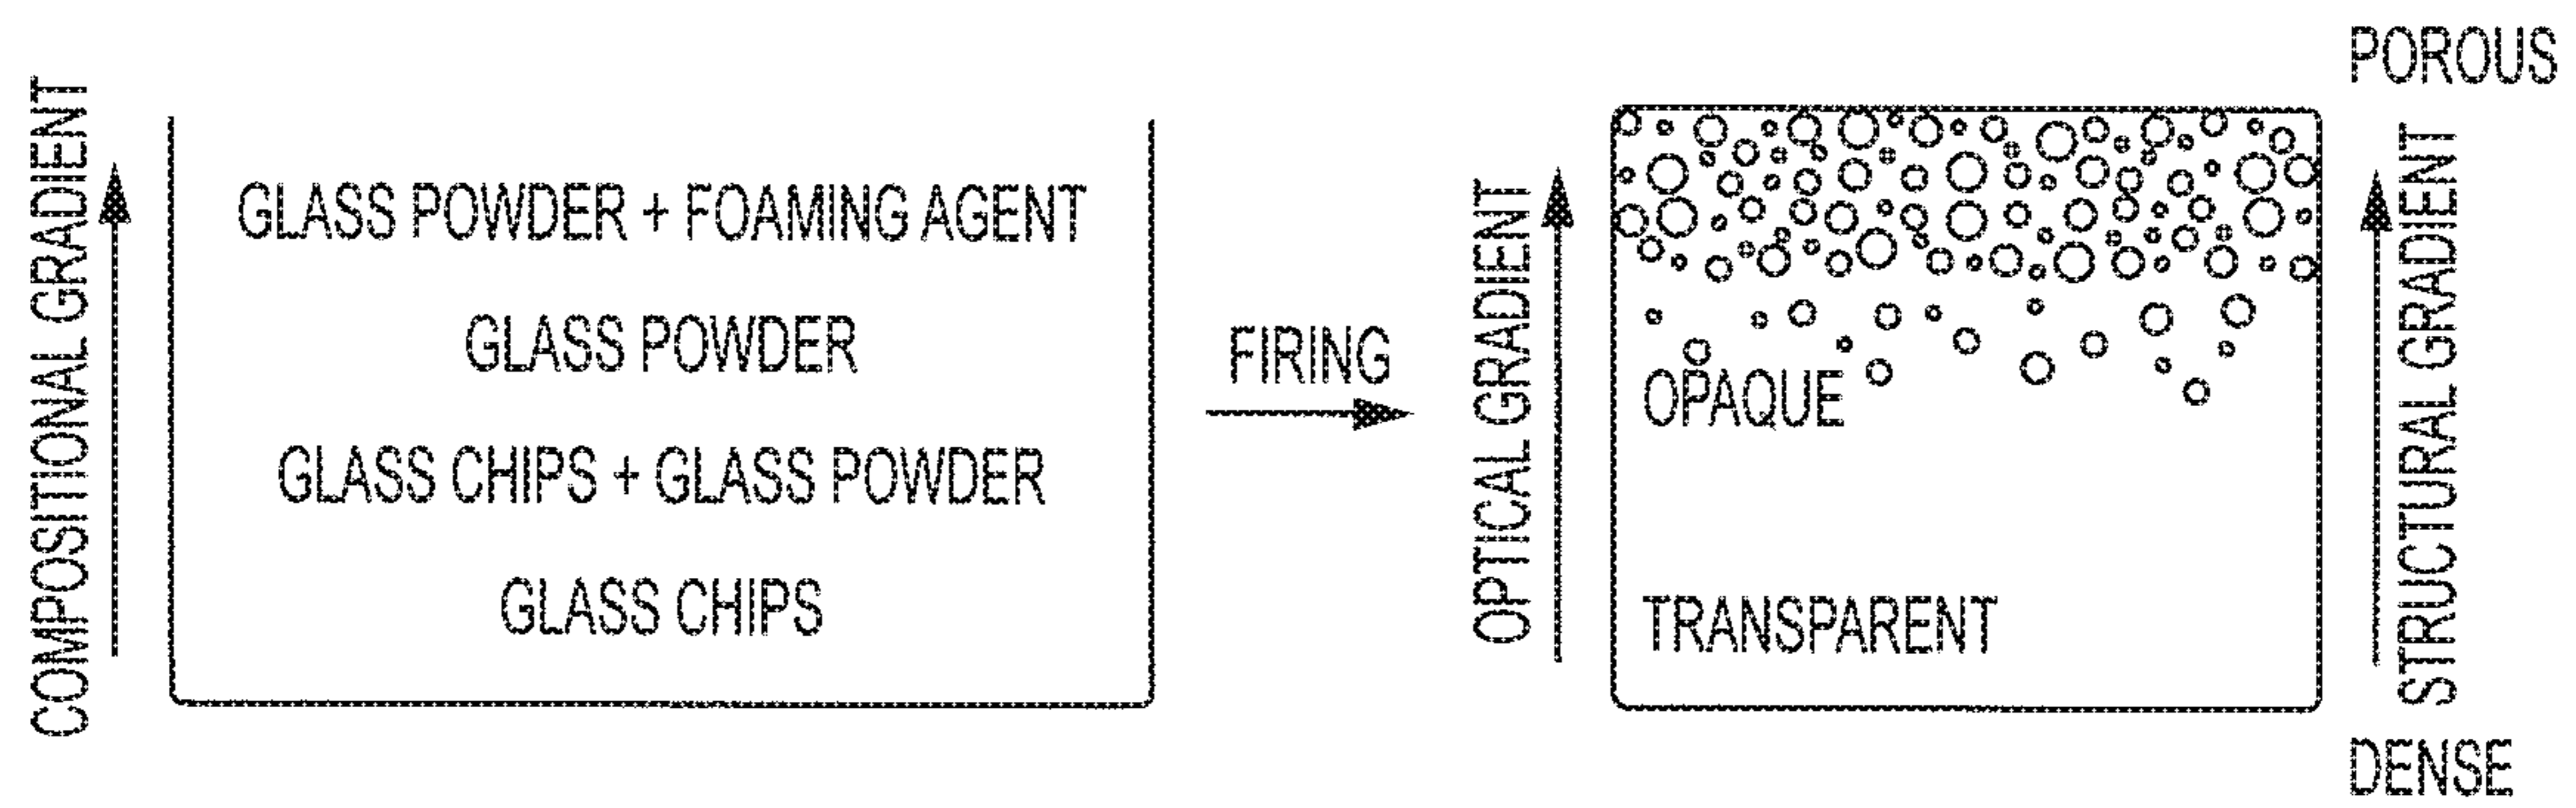 COMPOSITIONAL GRADIENT
GLASS POWDER + FOAMING AGENT
GLASS POWDER
GLASS CHIPS + GLASS POWDER
GLASS CHIPS
FIRING
OPTICAL GRADIENT
OPAQUE
TRANSPARENT
POROUS
STRUCTURAL GRADIENT
DENSE